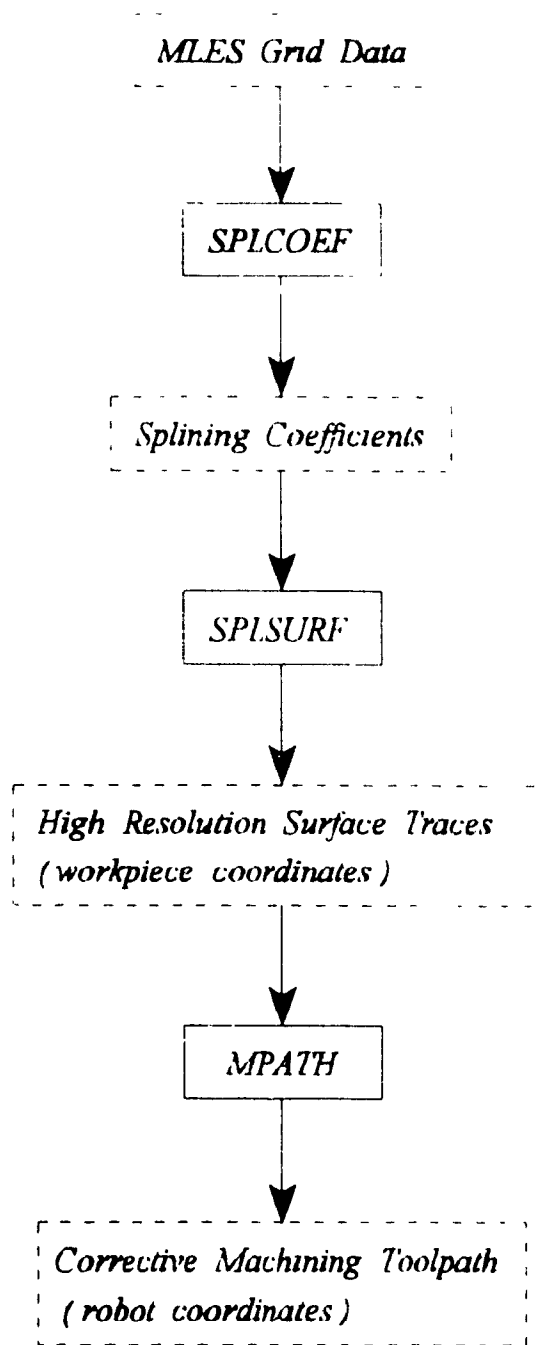 MLES Grid Data
SPLCOEF
Splining Coefficients
SPLSURF
High Resolution Surface Traces
(workpiece coordinates)
MPATH
Corrective Machining Toolpath
(robot coordinates)